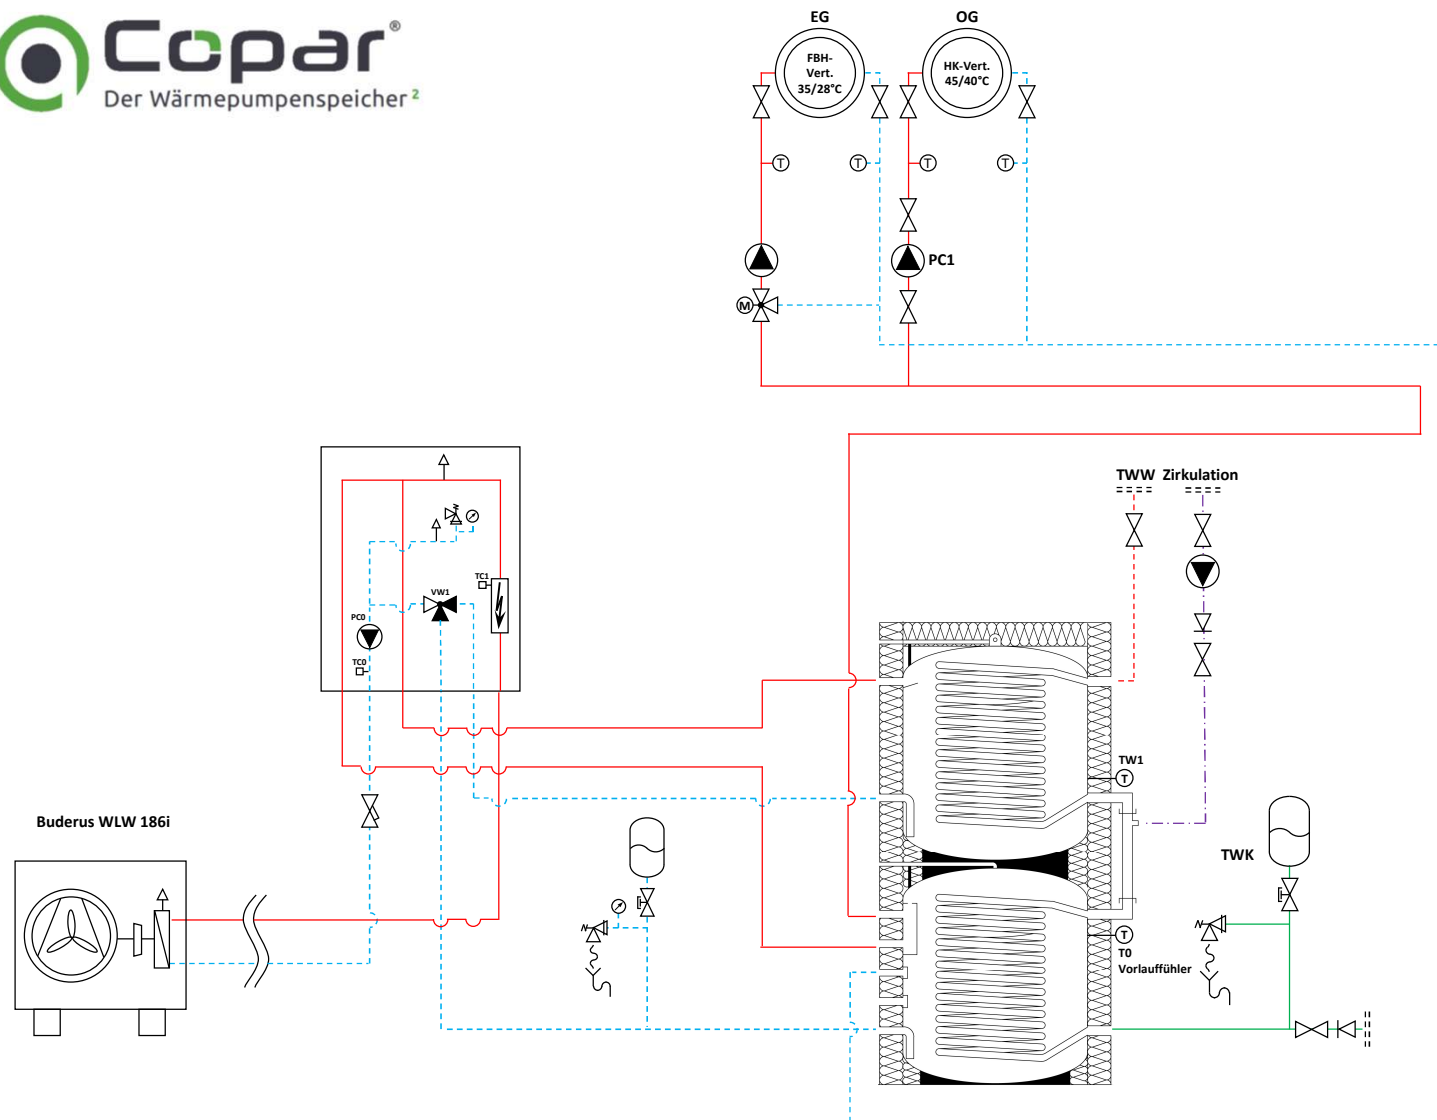 Copar®
Der Wärmepumpenspeicher²
EG
OG
FBH-
Vert.
35/28°C
HK-Vert.
45/40°C
T
T
T
T
PC1
M
TWW Zirkulation
TC1
VW1
PC0
TC0
TW1
T
Buderus WLW 186i
TWK
T
T0
Vorlauffühler